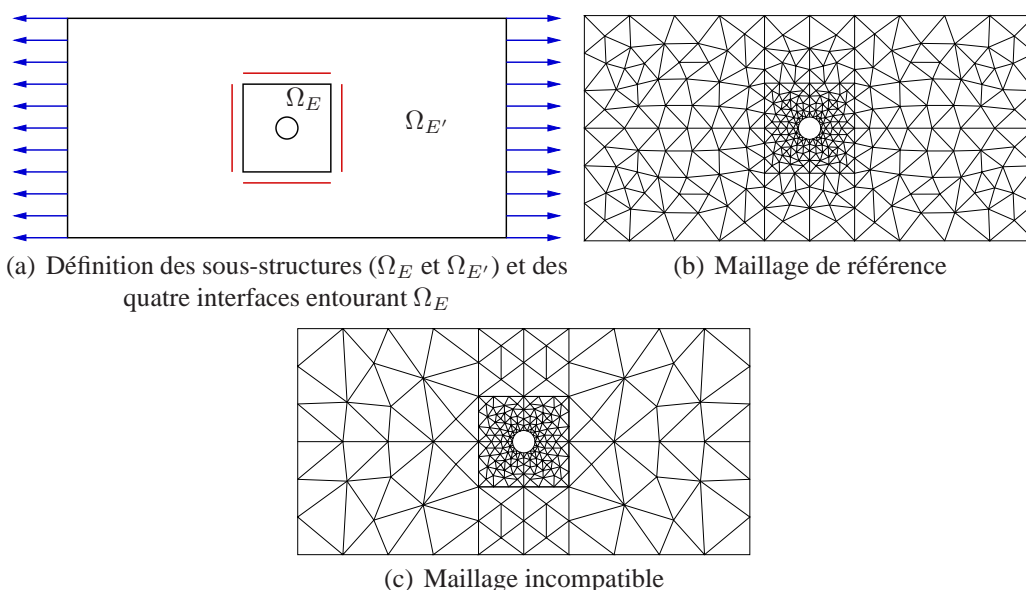 Ω_E
Ω_{E'}
(a) Définition des sous-structures (Ω_E et Ω_{E'}) et des
quatre interfaces entourant Ω_E
(b) Maillage de référence
(c) Maillage incompatible